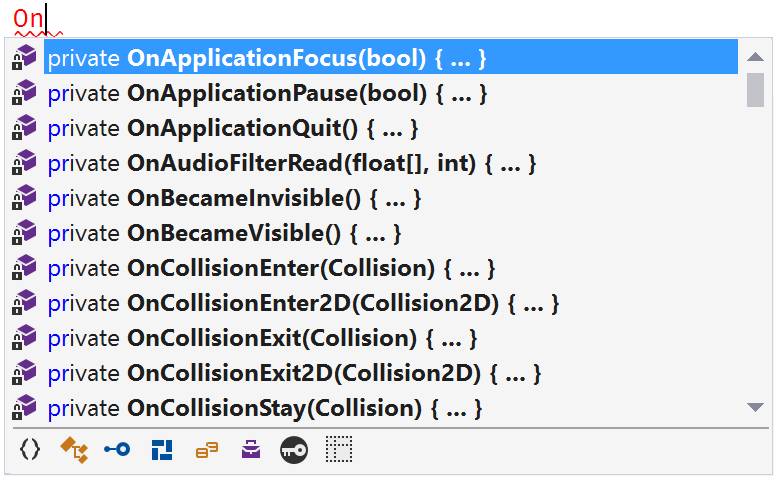 On
private OnApplicationFocus(bool) { ... }
private OnApplicationPause(bool) { ... }
private OnApplicationQuit() { ... }
private OnAudioFilterRead(float[], int) { ... }
private OnBecameInvisible() { ... }
private OnBecameVisible() { ... }
private OnCollisionEnter(Collision) { ... }
private OnCollisionEnter2D(Collision2D) { ... }
private OnCollisionExit(Collision) { ... }
private OnCollisionExit2D(Collision2D) { ... }
private OnCollisionStay(Collision) { ... }